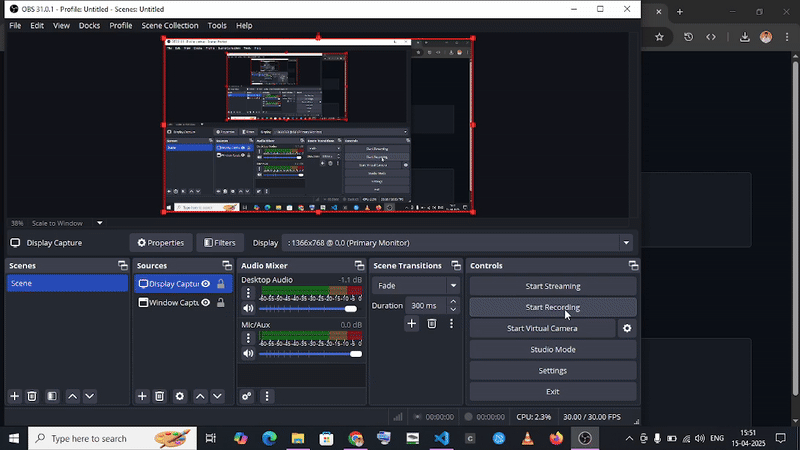 OBS 31.0.1 - Profile: Untitled - Scenes: Untitled
File Edit View Docks Profile Scene Collection Tools Help
38% Scale to Window
Display Capture Properties Filters Display : 1366x768 @ 0,0 (Primary Monitor)
Scenes Sources Audio Mixer Scene Transitions Controls
Scene
Display Captu
Window Captu
Desktop Audio -1.1 dB
-60 -55 -50 -45 -40 -35 -30 -25 -20 -15 -10 -5 0
Mic/Aux 0.0 dB
-60 -55 -50 -45 -40 -35 -30 -25 -20 -15 -10 -5 0
Fade
Duration 300 ms
Start Streaming
Start Recording
Start Virtual Camera
Studio Mode
Settings
Exit
00:00:00 00:00:00 CPU: 2.3% 30.00 / 30.00 FPS
Type here to search
ENG
15:51
15-04-2025